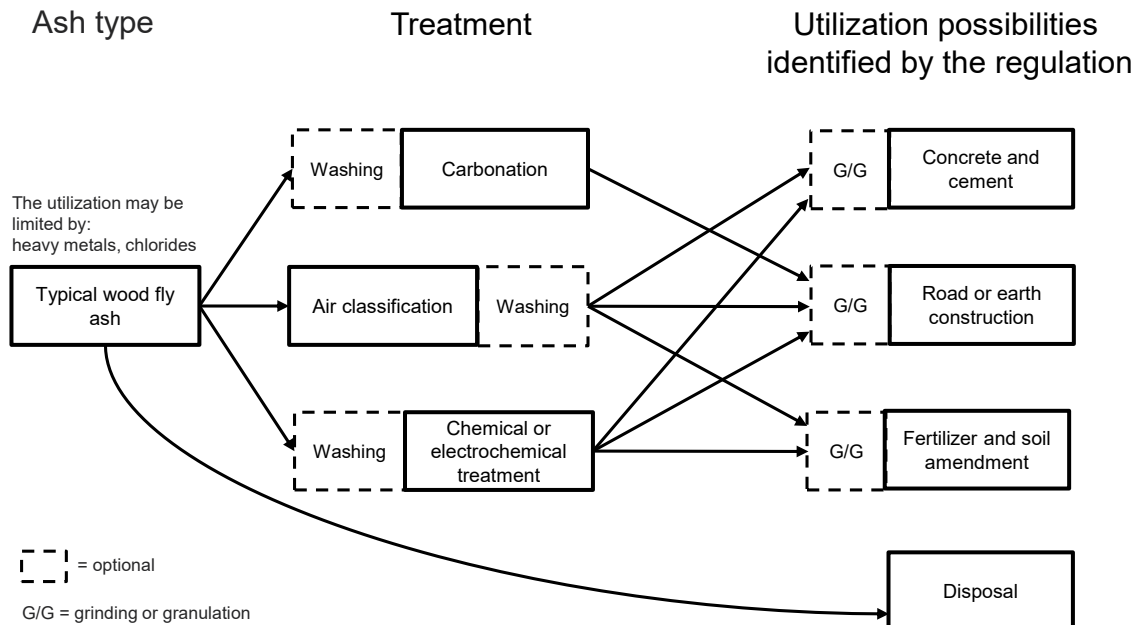 Ash type
Treatment
Utilization possibilities
identified by the regulation
The utilization may be
limited by:
heavy metals, chlorides
Typical wood fly
ash
Washing
Carbonation
Air classification
Washing
Washing
Chemical or
electrochemical
treatment
G/G
Concrete and
cement
G/G
Road or earth
construction
G/G
Fertilizer and soil
amendment
Disposal
= optional
G/G = grinding or granulation